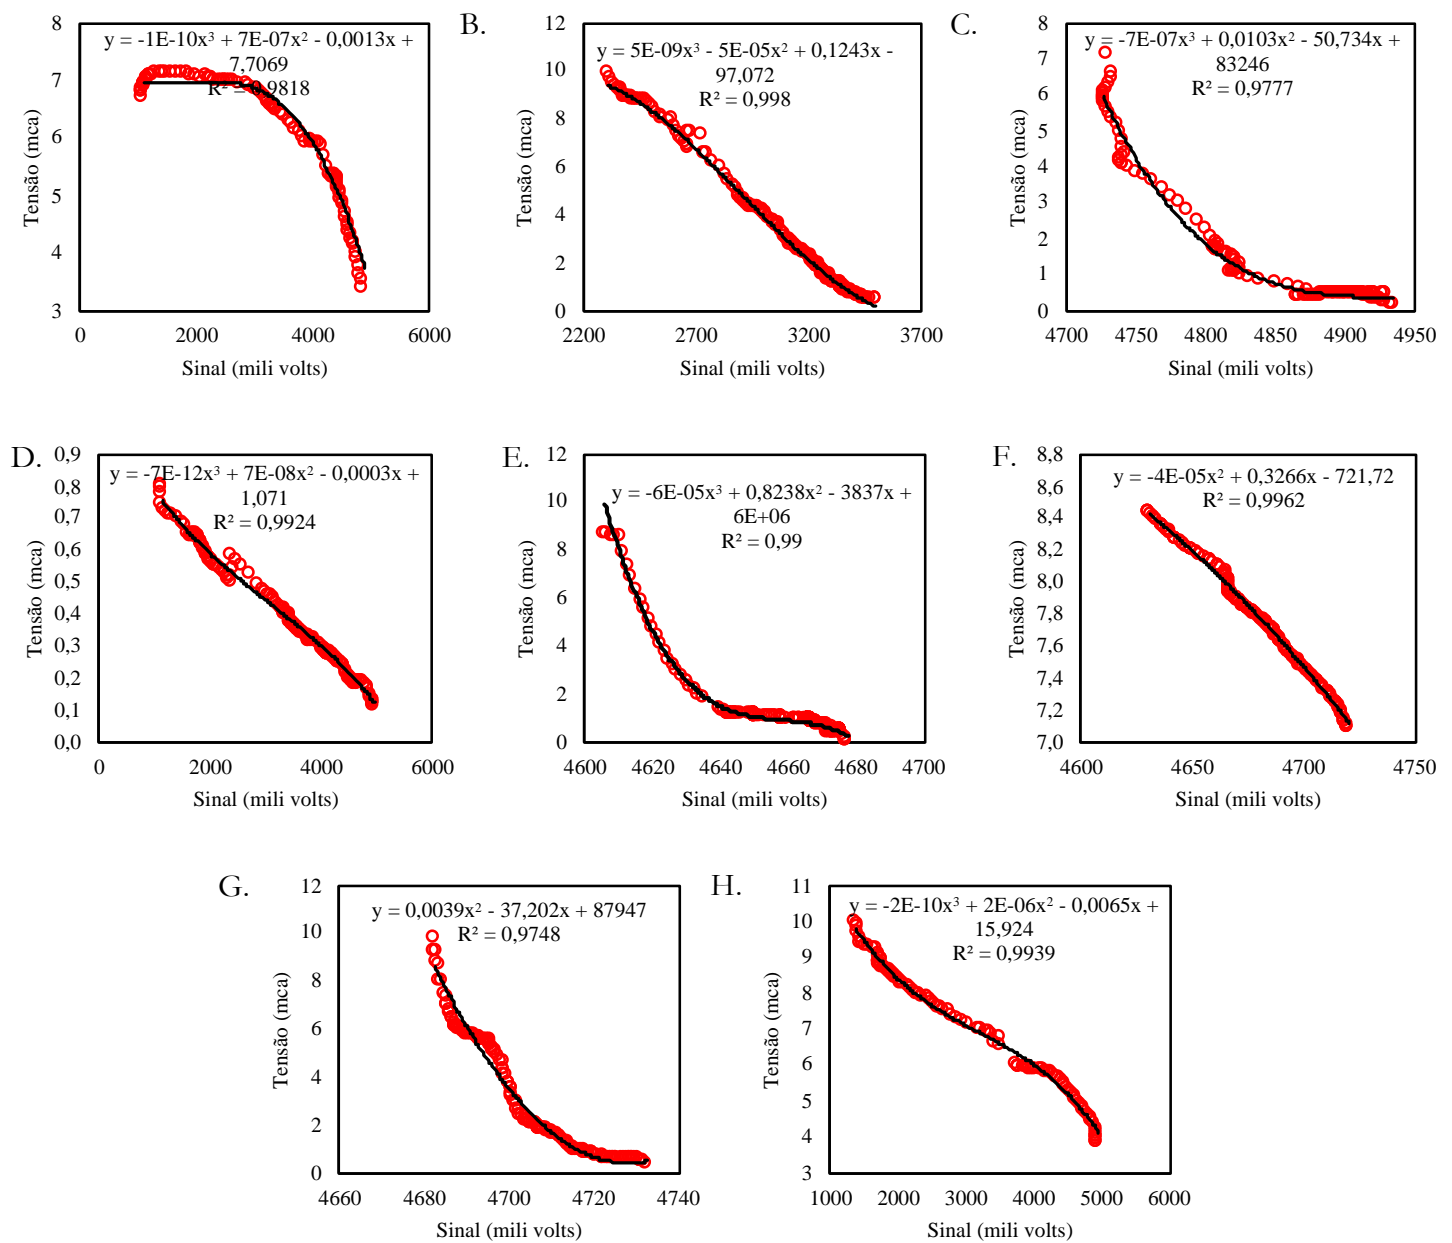 8
7
6
5
4
3
y = -1E-10x³ + 7E-07x² - 0,0013x +
7,7069
R² = 0,9818
0 2000 4000 6000
Tensão (mca)
Sinal (mili volts)
B.
12
10
8
6
4
2
0
y = 5E-09x³ - 5E-05x² + 0,1243x -
97,072
R² = 0,998
2200 2700 3200 3700
Tensão (mca)
Sinal (mili volts)
C.
8
7
6
5
4
3
2
1
0
y = -7E-07x³ + 0,0103x² - 50,734x +
83246
R² = 0,9777
4700 4750 4800 4850 4900 4950
Tensão (mca)
Sinal (mili volts)
D.
0,9
0,8
0,7
0,6
0,5
0,4
0,3
0,2
0,1
0,0
y = -7E-12x³ + 7E-08x² - 0,0003x +
1,071
R² = 0,9924
0 2000 4000 6000
Tensão (mca)
Sinal (mili volts)
E.
12
10
8
6
4
2
0
y = -6E-05x³ + 0,8238x² - 3837x +
6E+06
R² = 0,99
4600 4620 4640 4660 4680 4700
Tensão (mca)
Sinal (mili volts)
F.
8,8
8,6
8,4
8,2
8,0
7,8
7,6
7,4
7,2
7,0
y = -4E-05x² + 0,3266x - 721,72
R² = 0,9962
4600 4650 4700 4750
Tensão (mca)
Sinal (mili volts)
G.
12
10
8
6
4
2
0
y = 0,0039x² - 37,202x + 87947
R² = 0,9748
4660 4680 4700 4720 4740
Tensão (mca)
Sinal (mili volts)
H.
11
10
9
8
7
6
5
4
3
y = -2E-10x³ + 2E-06x² - 0,0065x +
15,924
R² = 0,9939
1000 2000 3000 4000 5000 6000
Tensão (mca)
Sinal (mili volts)